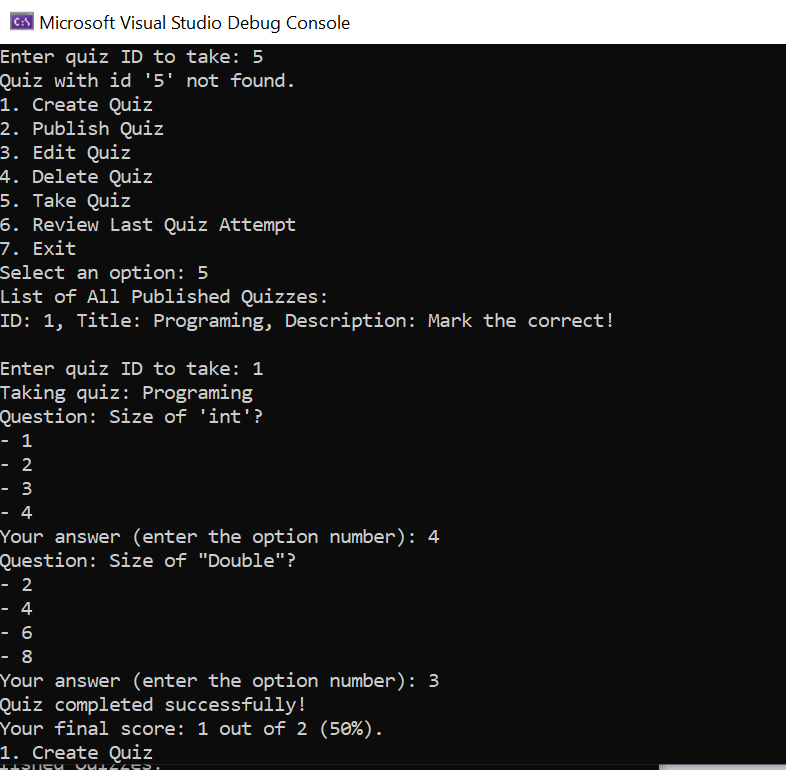 Microsoft Visual Studio Debug Console
Enter quiz ID to take: 5
Quiz with id '5' not found.
1. Create Quiz
2. Publish Quiz
3. Edit Quiz
4. Delete Quiz
5. Take Quiz
6. Review Last Quiz Attempt
7. Exit
Select an option: 5
List of All Published Quizzes:
ID: 1, Title: Programing, Description: Mark the correct!
Enter quiz ID to take: 1
Taking quiz: Programing
Question: Size of 'int'?
- 1
- 2
- 3
- 4
Your answer (enter the option number): 4
Question: Size of "Double"?
- 2
- 4
- 6
- 8
Your answer (enter the option number): 3
Quiz completed successfully!
Your final score: 1 out of 2 (50%).
1. Create Quiz